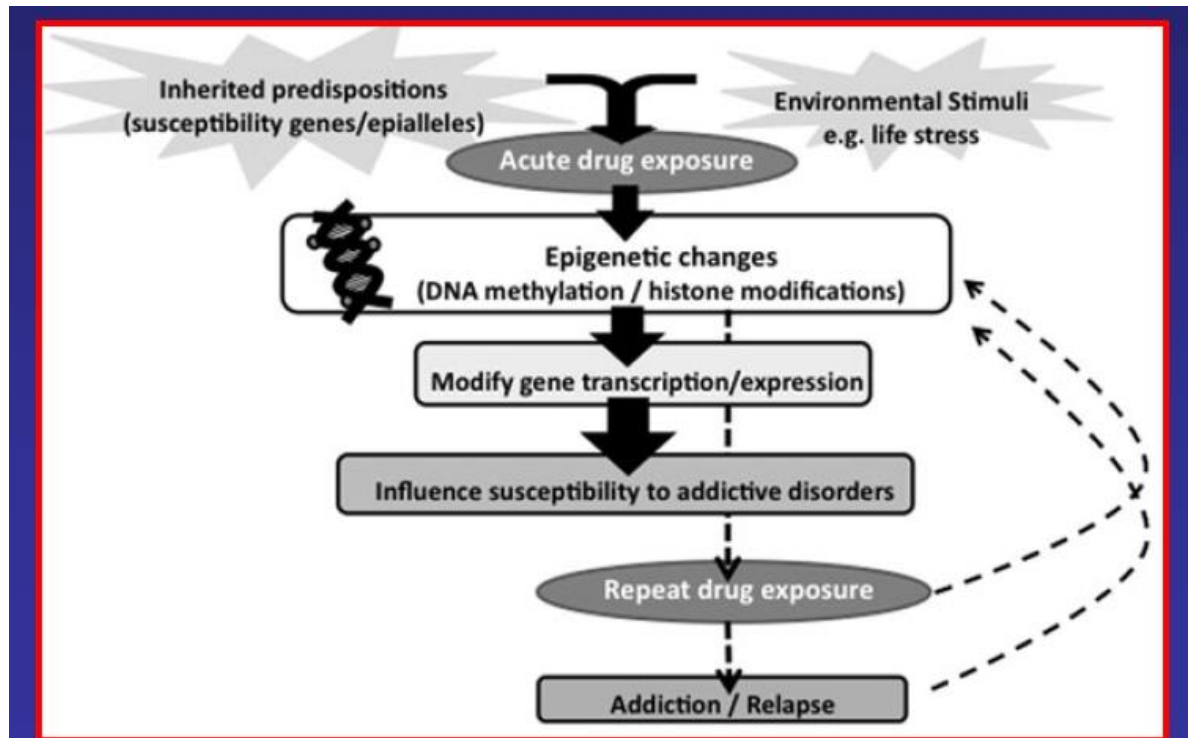 Inherited predispositions
(susceptibility genes/epialleles)
Environmental Stimuli
e.g. life stress
Acute drug exposure
Epigenetic changes
(DNA methylation / histone modifications)
Modify gene transcription/expression
Influence susceptibility to addictive disorders
Repeat drug exposure
Addiction / Relapse